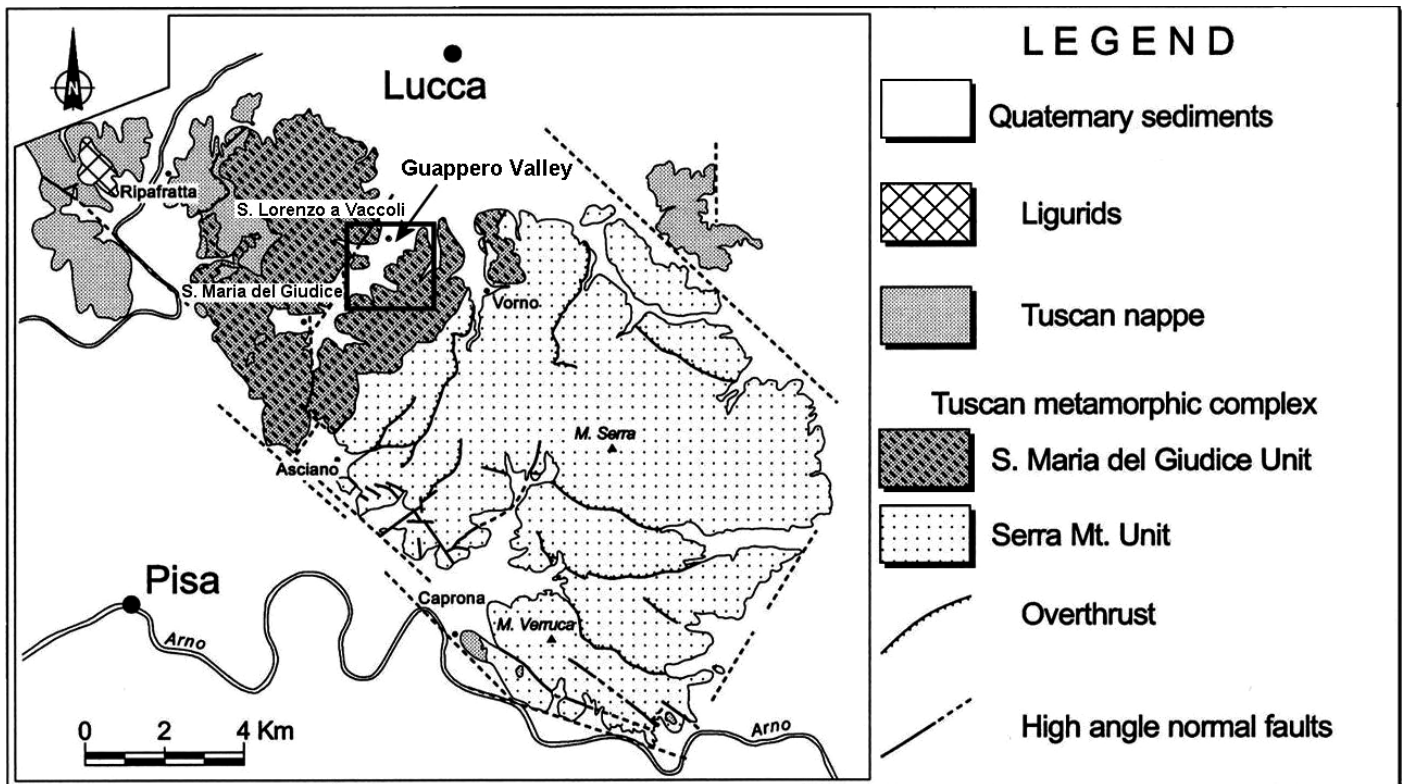 N
Lucca
Guappero Valley
Ripafratta
S. Lorenzo a Vaccoli
S. Maria del Giudice
Vorno
M. Serra
Asciano
Pisa
Caprona
M. Verruca
Arno
Arno
0 2 4 Km
LEGEND
Quaternary sediments
Ligurids
Tuscan nappe
Tuscan metamorphic complex
S. Maria del Giudice Unit
Serra Mt. Unit
Overthrust
High angle normal faults